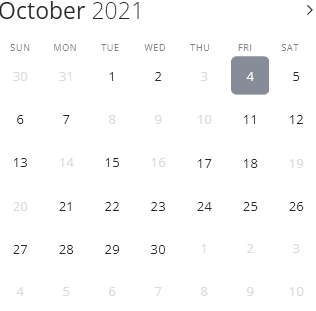 October 2021
SUN MON TUE WED THU FRI SAT
30 31 1 2 3 4 5
6 7 8 9 10 11 12
13 14 15 16 17 18 19
20 21 22 23 24 25 26
27 28 29 30 1 2 3
4 5 6 7 8 9 10